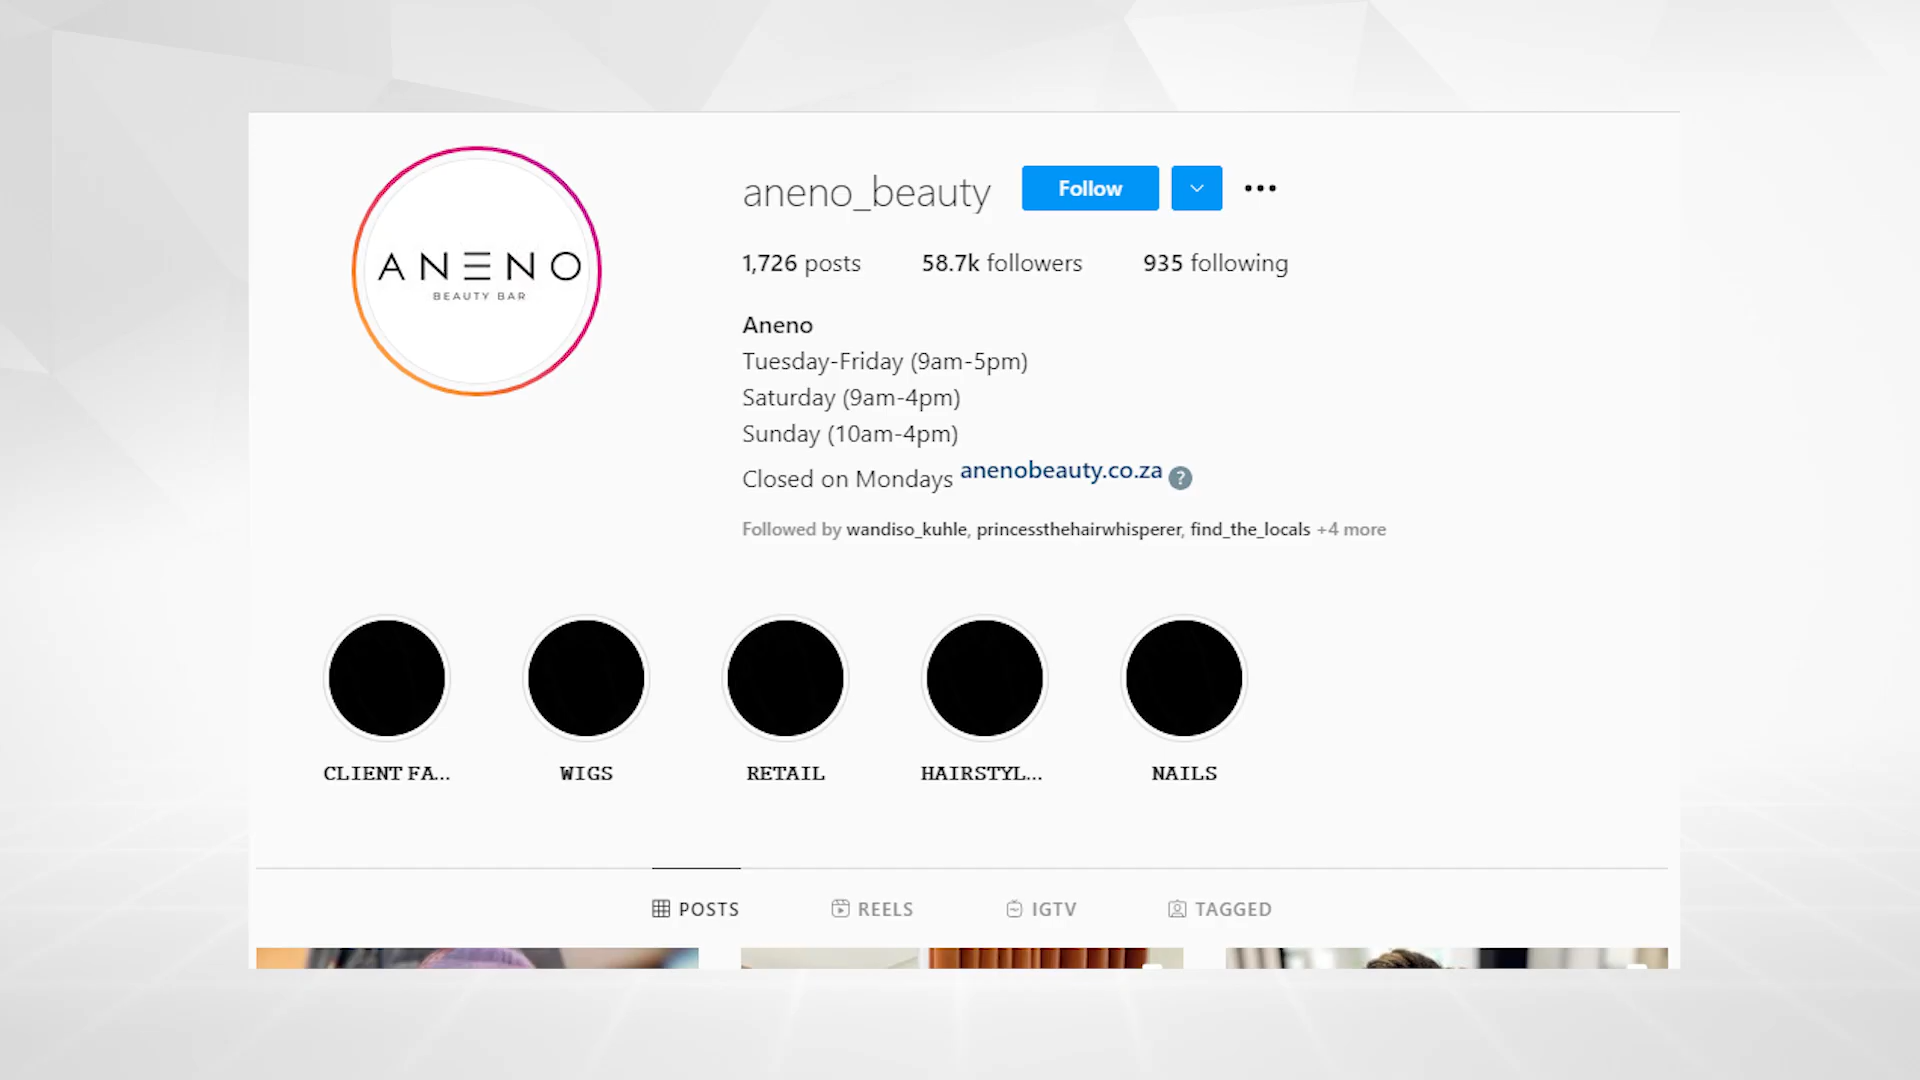 ANENO
BEAUTY BAR
aneno_beauty
Follow
1,726 posts 58.7k followers 935 following
Aneno
Tuesday-Friday (9am-5pm)
Saturday (9am-4pm)
Sunday (10am-4pm)
Closed on Mondays anenobeauty.co.za ?
Followed by wandiso_kuhle, princessthehairwhisperer, find_the_locals +4 more
CLIENT FA... WIGS RETAIL HAIRSTYL... NAILS
POSTS REELS IGTV TAGGED